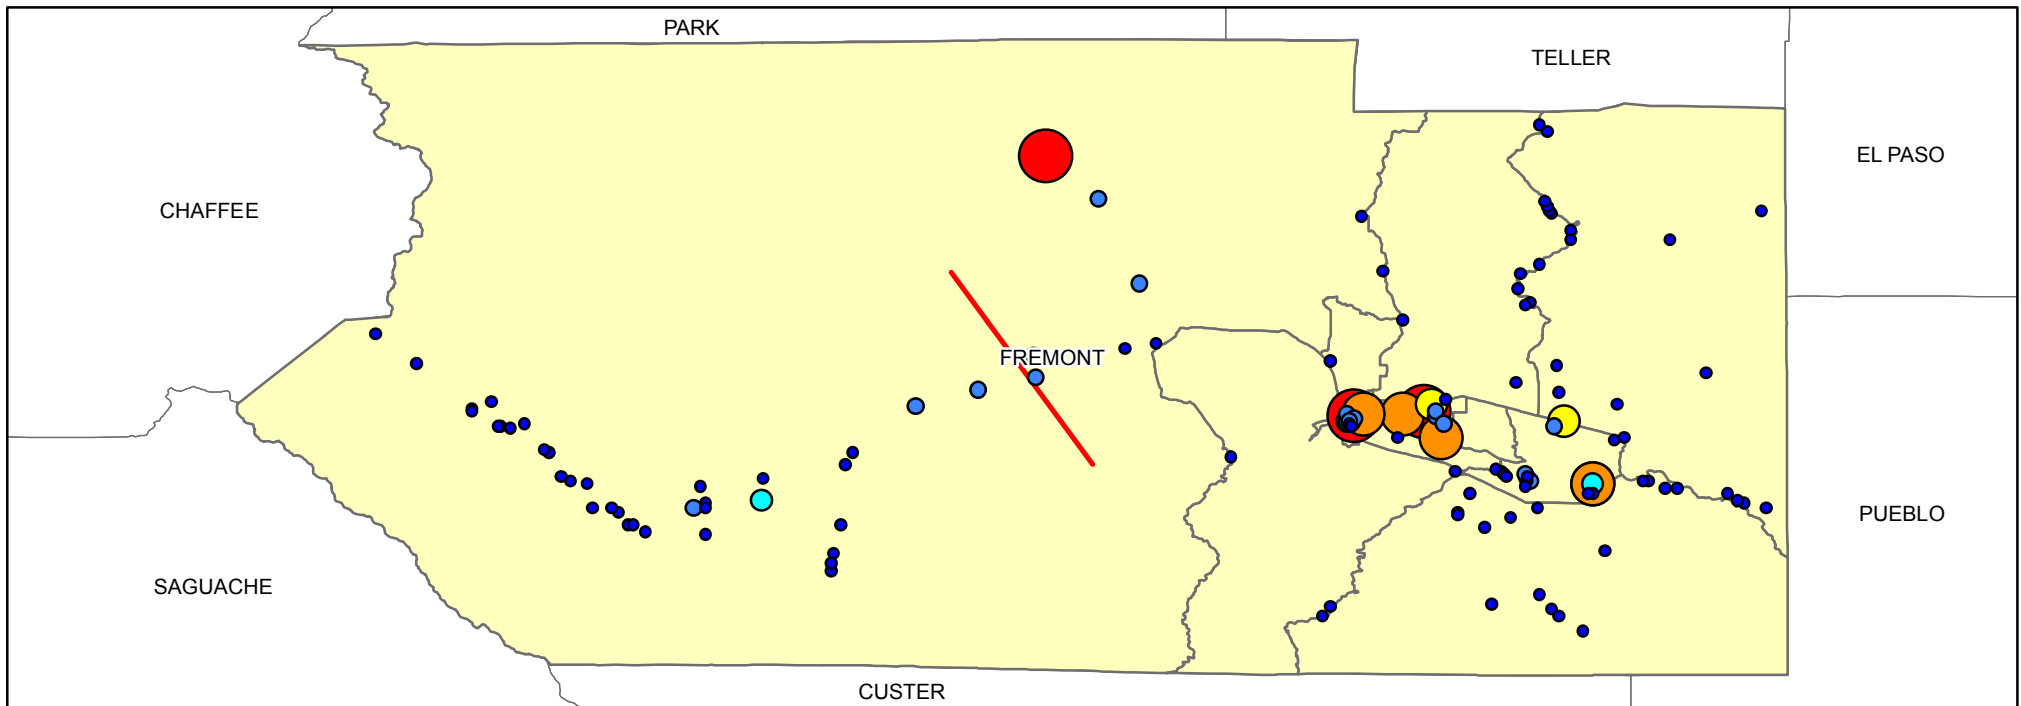 PARK
TELLER
EL PASO
CHAFFEE
FREMONT
PUEBLO
SAGUACHE
CUSTER